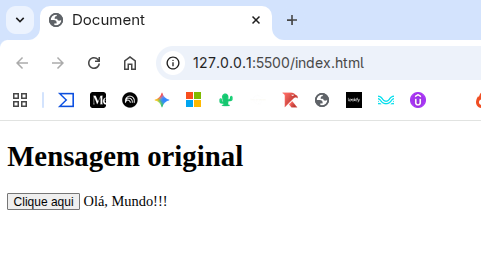 Document
127.0.0.1:5500/index.html
Mensagem original
Clique aqui Olá, Mundo!!!